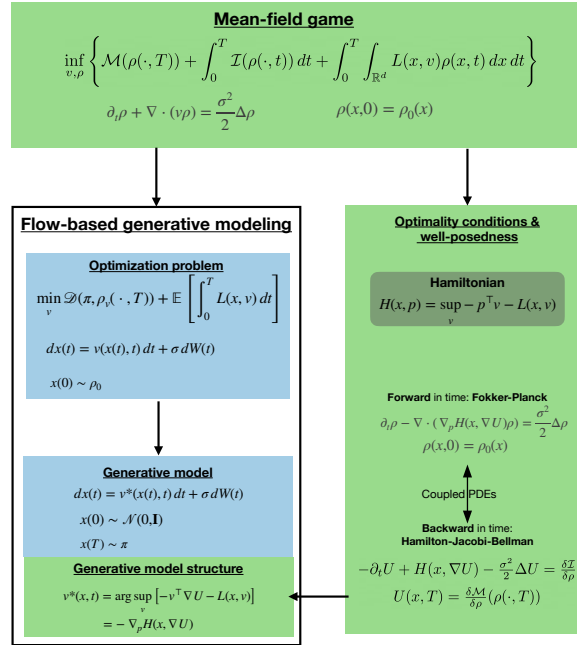 Mean-field game
inf_{v,ρ} { M(ρ(·,T)) + ∫_0^T I(ρ(·,t)) dt + ∫_0^T ∫_{ℝ^d} L(x,v)ρ(x,t) dx dt }
∂_tρ + ∇ · (vρ) = σ²/2 Δρ    ρ(x,0) = ρ_0(x)
Flow-based generative modeling
Optimization problem
min_v 𝒟(π, ρ_v( · ,T)) + 𝔼 [ ∫_0^T L(x,v) dt ]
dx(t) = v(x(t), t) dt + σ dW(t)
x(0) ∼ ρ_0
Generative model
dx(t) = v*(x(t), t) dt + σ dW(t)
x(0) ∼ 𝒩(0,I)
x(T) ∼ π
Generative model structure
v*(x, t) = arg sup_v [−v^⊤∇U − L(x, v)]
= − ∇_pH(x, ∇U)
Optimality conditions &
well-posedness
Hamiltonian
H(x, p) = sup_v − p^⊤v − L(x, v)
Forward in time: Fokker-Planck
∂_tρ − ∇ · (∇_pH(x, ∇U)ρ) = σ²/2 Δρ
ρ(x,0) = ρ_0(x)
Coupled PDEs
Backward in time:
Hamilton-Jacobi-Bellman
−∂_tU + H(x, ∇U) − σ²/2 ΔU = δI/δρ
U(x, T) = δM/δρ (ρ(·, T))